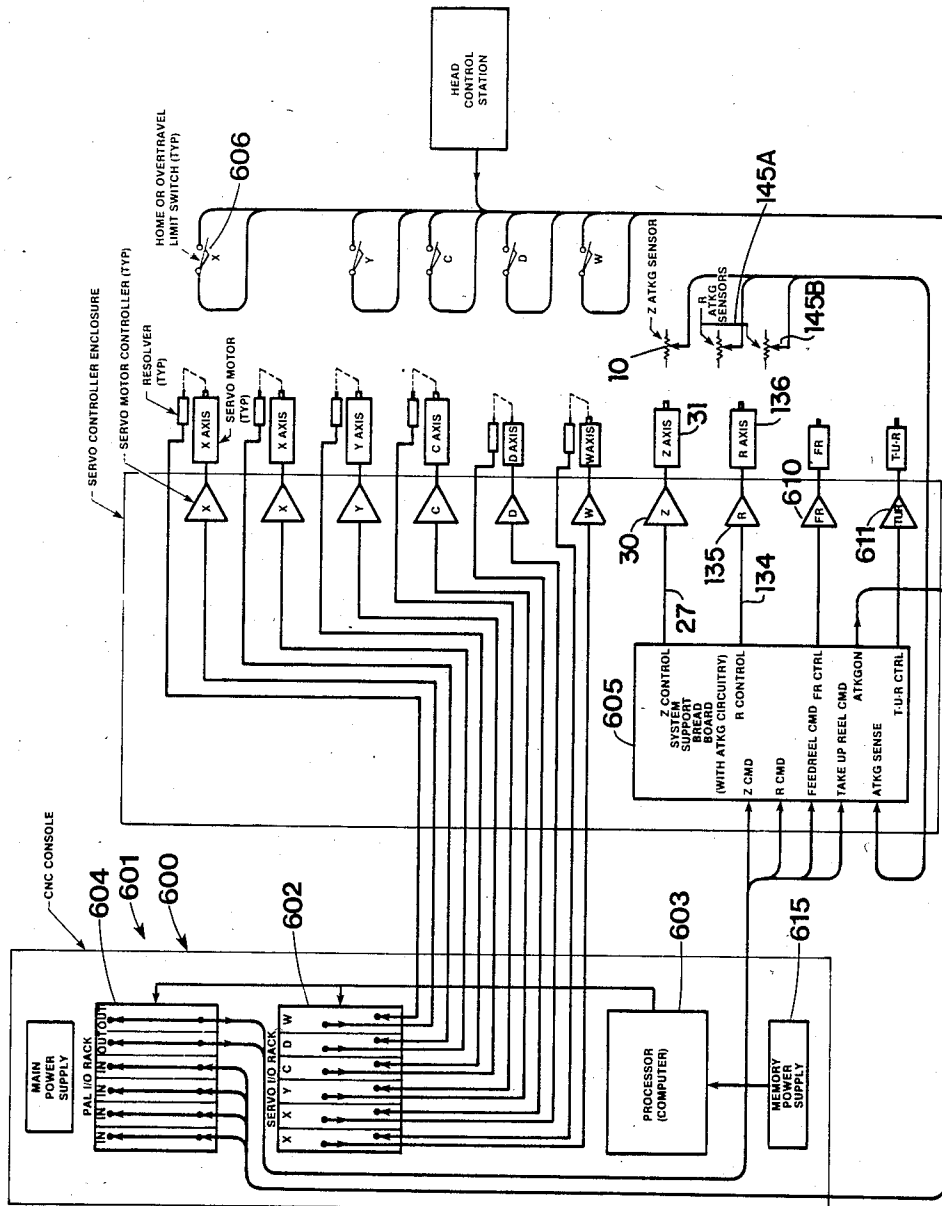 HEAD
CONTROL
STATION
HOME OR OVERTRAVEL
LIMIT SWITCH (TYP)
606
X
Y
C
D
W
SERVO CONTROLLER ENCLOSURE
SERVO MOTOR CONTROLLER (TYP)
RESOLVER
(TYP)
SERVO MOTOR
(TYP)
X AXIS
X AXIS
Y AXIS
C AXIS
D AXIS
W AXIS
X
X
Y
C
D
W
Z ATKG SENSOR
10
R
ATKG
SENSORS
145A
145B
Z AXIS
31
R AXIS
136
FR
T-U-R
Z
30
R
135
FR
610
TUR
611
27
134
605
Z CONTROL
SYSTEM
SUPPORT
BREAD
BOARD
(WITH ATKG CIRCUITRY)
R CONTROL
Z CMD
R CMD
FEEDREEL CMD
FR CTRL
TAKE UP REEL CMD
ATKGON
ATKG SENSE
T-U-R CTRL
CNC CONSOLE
601
600
604
602
MAIN
POWER
SUPPLY
PAL I/O RACK
IN
IN
IN
IN
OUT
OUT
SERVO I/O RACK
X
X
Y
C
D
W
603
PROCESSOR
(COMPUTER)
615
MEMORY
POWER
SUPPLY